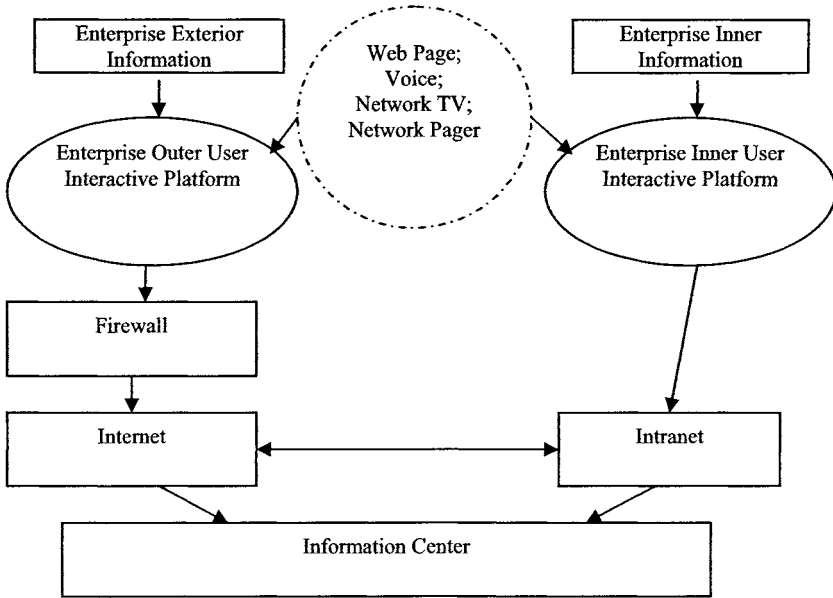 Enterprise Exterior
Information
Web Page;
Voice;
Network TV;
Network Pager
Enterprise Inner
Information
Enterprise Outer User
Interactive Platform
Enterprise Inner User
Interactive Platform
Firewall
Internet
Intranet
Information Center